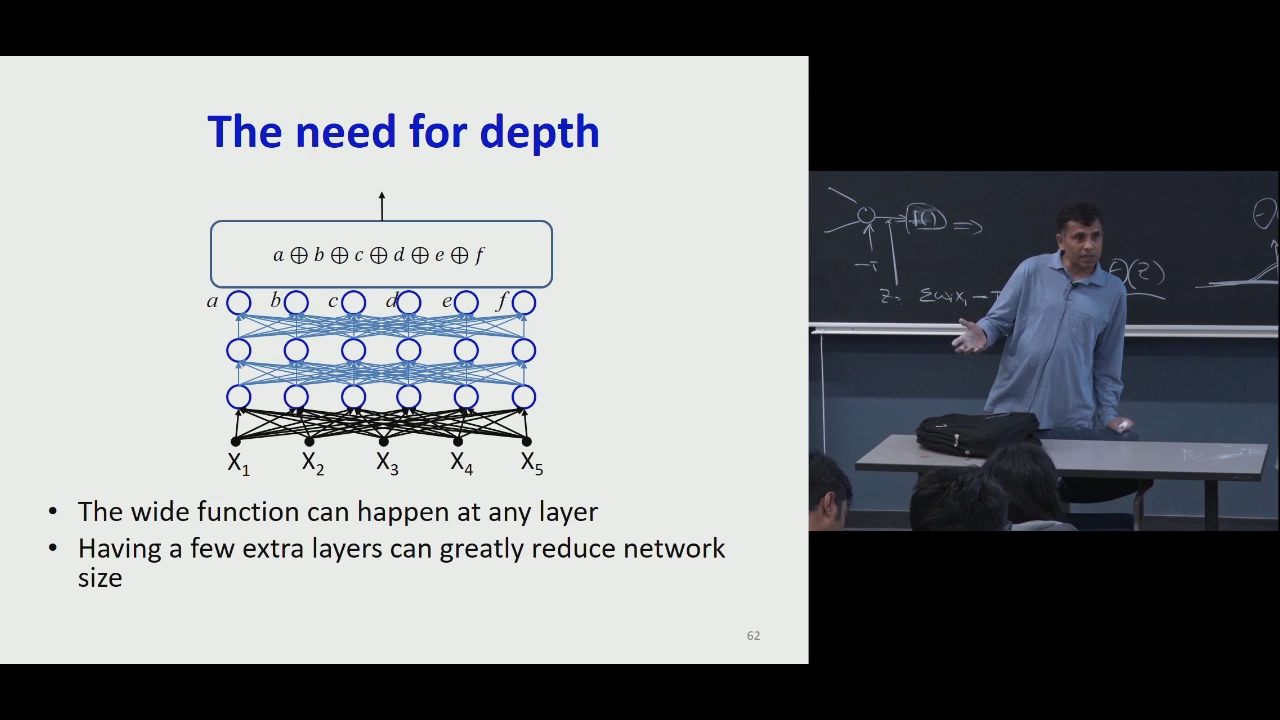 The need for depth
a ⊕ b ⊕ c ⊕ d ⊕ e ⊕ f
a b c d e f
X₁ X₂ X₃ X₄ X₅
• The wide function can happen at any layer
• Having a few extra layers can greatly reduce network
size
62
-T
Z = Σwᵢxᵢ - T